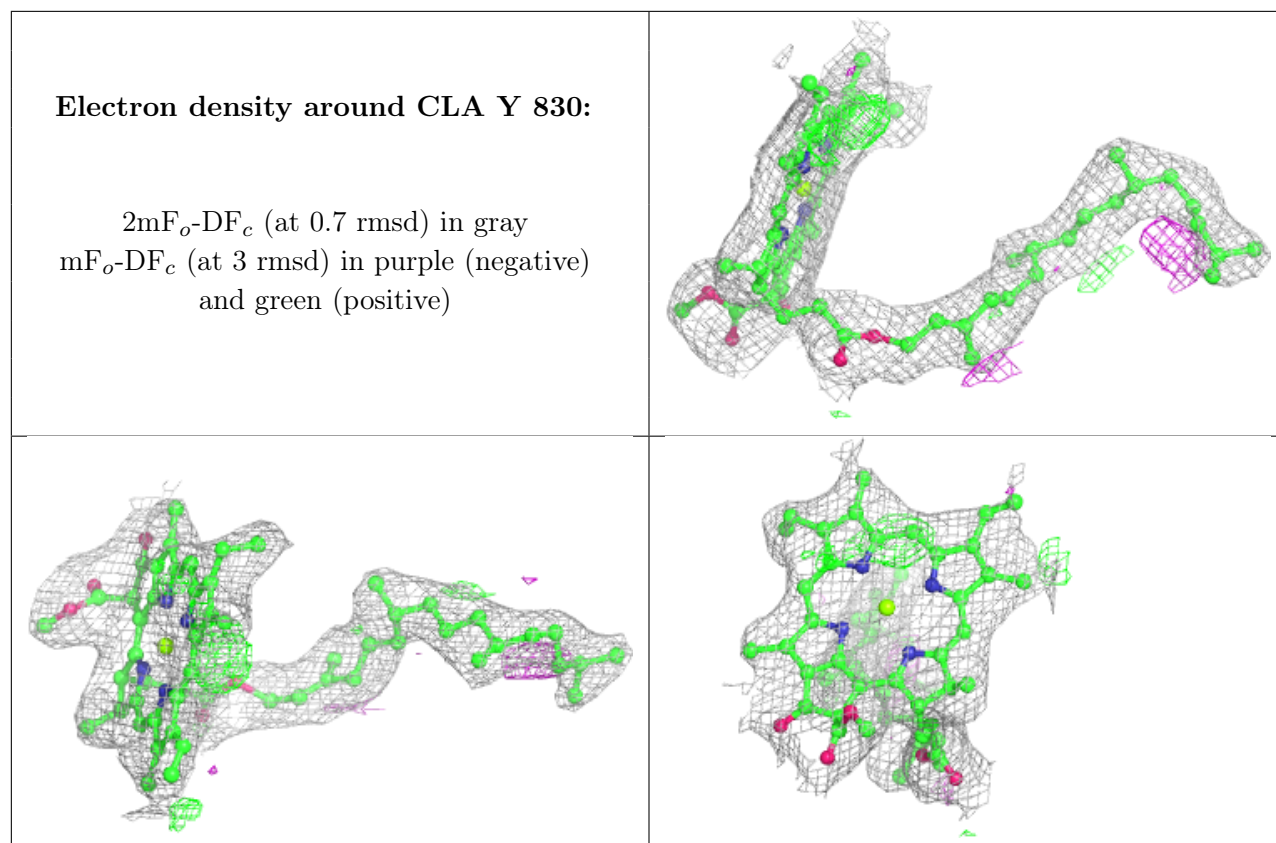 Electron density around CLA Y 830:
2mFₒ-DF𝒸 (at 0.7 rmsd) in gray
mFₒ-DF𝒸 (at 3 rmsd) in purple (negative)
and green (positive)